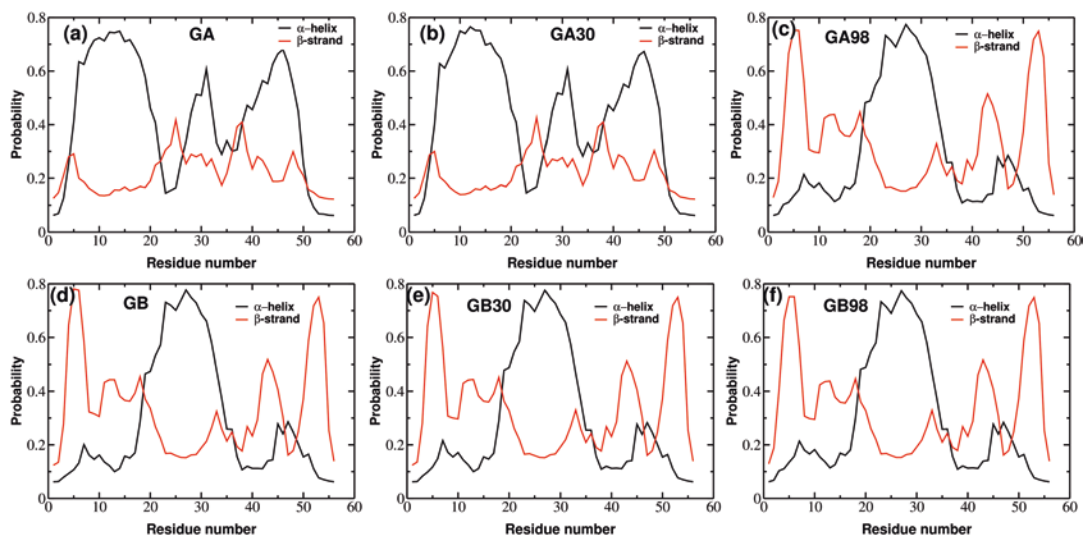 (a) GA
α-helix
β-strand
Probability
0.8
0.6
0.4
0.2
0
0 10 20 30 40 50 60
Residue number
(b) GA30
α-helix
β-strand
Probability
0.8
0.6
0.4
0.2
0
0 10 20 30 40 50 60
Residue number
(c) GA98
α-helix
β-strand
Probability
0.8
0.6
0.4
0.2
0
0 10 20 30 40 50 60
Residue number
(d) GB
α-helix
β-strand
Probability
0.8
0.6
0.4
0.2
0
0 10 20 30 40 50 60
Residue number
(e) GB30
α-helix
β-strand
Probability
0.8
0.6
0.4
0.2
0
0 10 20 30 40 50 60
Residue number
(f) GB98
α-helix
β-strand
Probability
0.8
0.6
0.4
0.2
0
0 10 20 30 40 50 60
Residue number